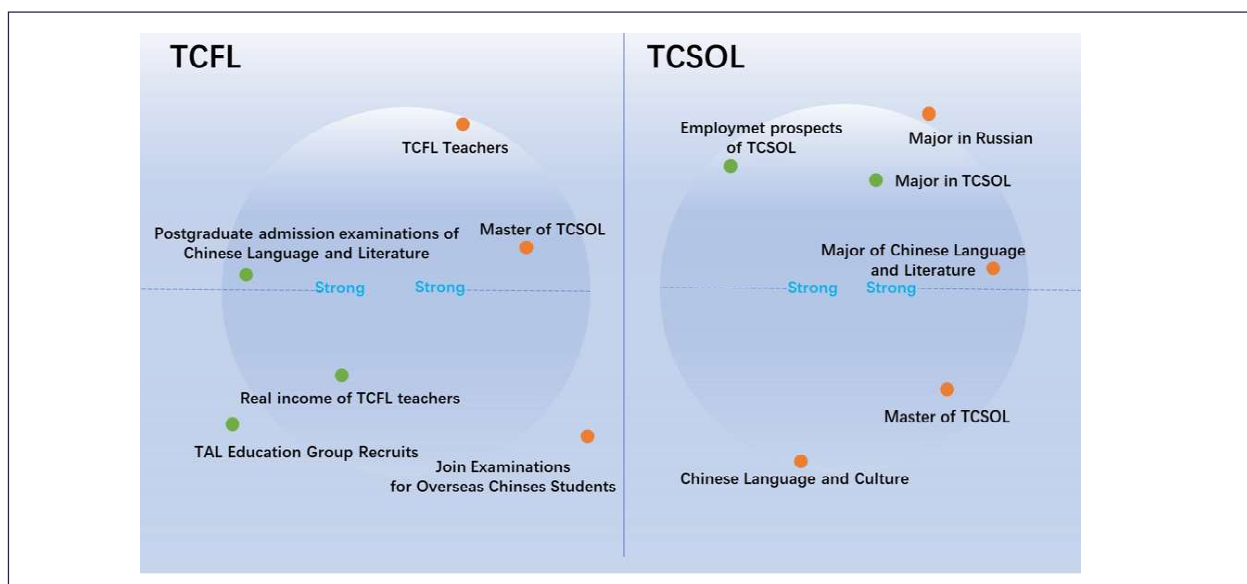 TCFL
TCFL Teachers
Postgraduate admission examinations of
Chinese Language and Literature
Master of TCSOL
Strong
Strong
Real income of TCFL teachers
TAL Education Group Recruits
Join Examinations
for Overseas Chinses Students
TCSOL
Employmet prospects
of TCSOL
Major in Russian
Major in TCSOL
Major of Chinese Language
and Literature
Strong
Strong
Master of TCSOL
Chinese Language and Culture